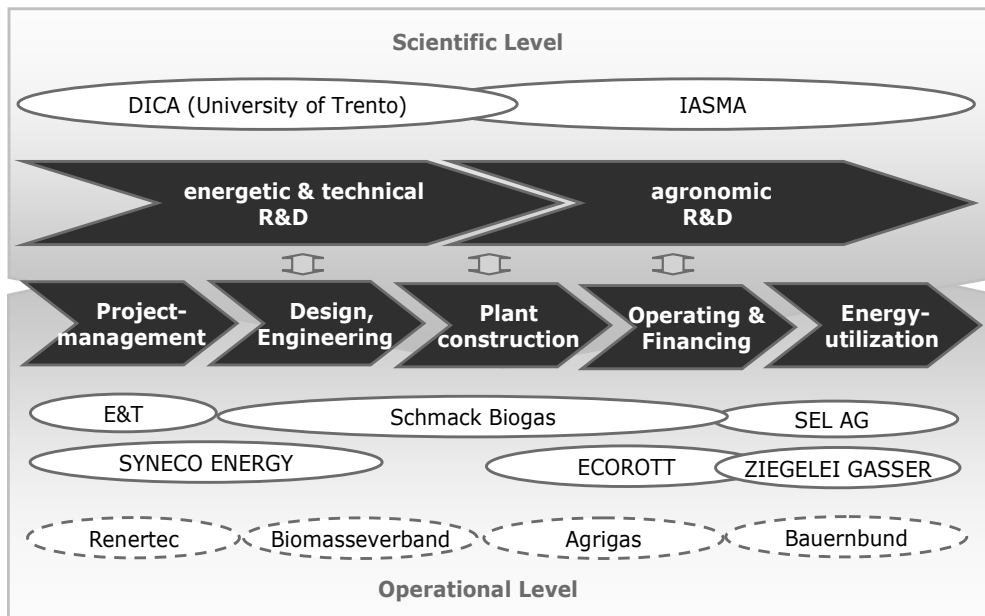 Scientific Level
DICA (University of Trento)
IASMA
energetic & technical
R&D
agronomic
R&D
Project-
management
Design,
Engineering
Plant
construction
Operating &
Financing
Energy-
utilization
E&T
Schmack Biogas
SEL AG
SYNECO ENERGY
ECOROTT
ZIEGELEI GASSER
Renertec
Biomasseverband
Agrigas
Bauernbund
Operational Level